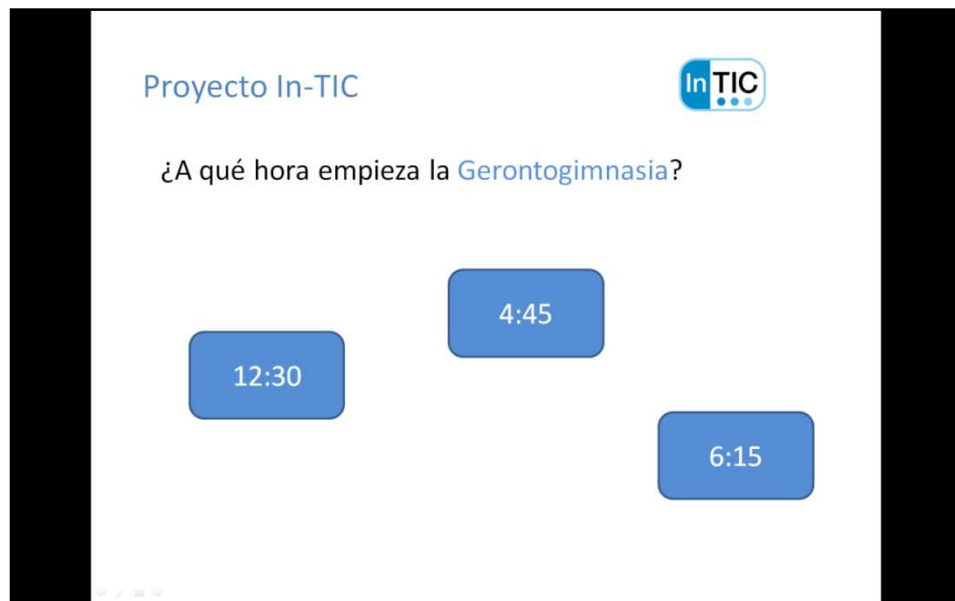 Proyecto In-TIC
In TIC
¿A qué hora empieza la Gerontogimnasia?
4:45
12:30
6:15